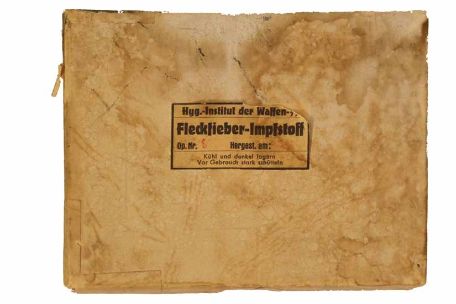 Hyg.-Institut der Waffen-
Fleckfieber-Impfstoff
Op. Nr. Hergest. am:
Kühl und dunkel lagern
Vor Gebrauch stark schütteln